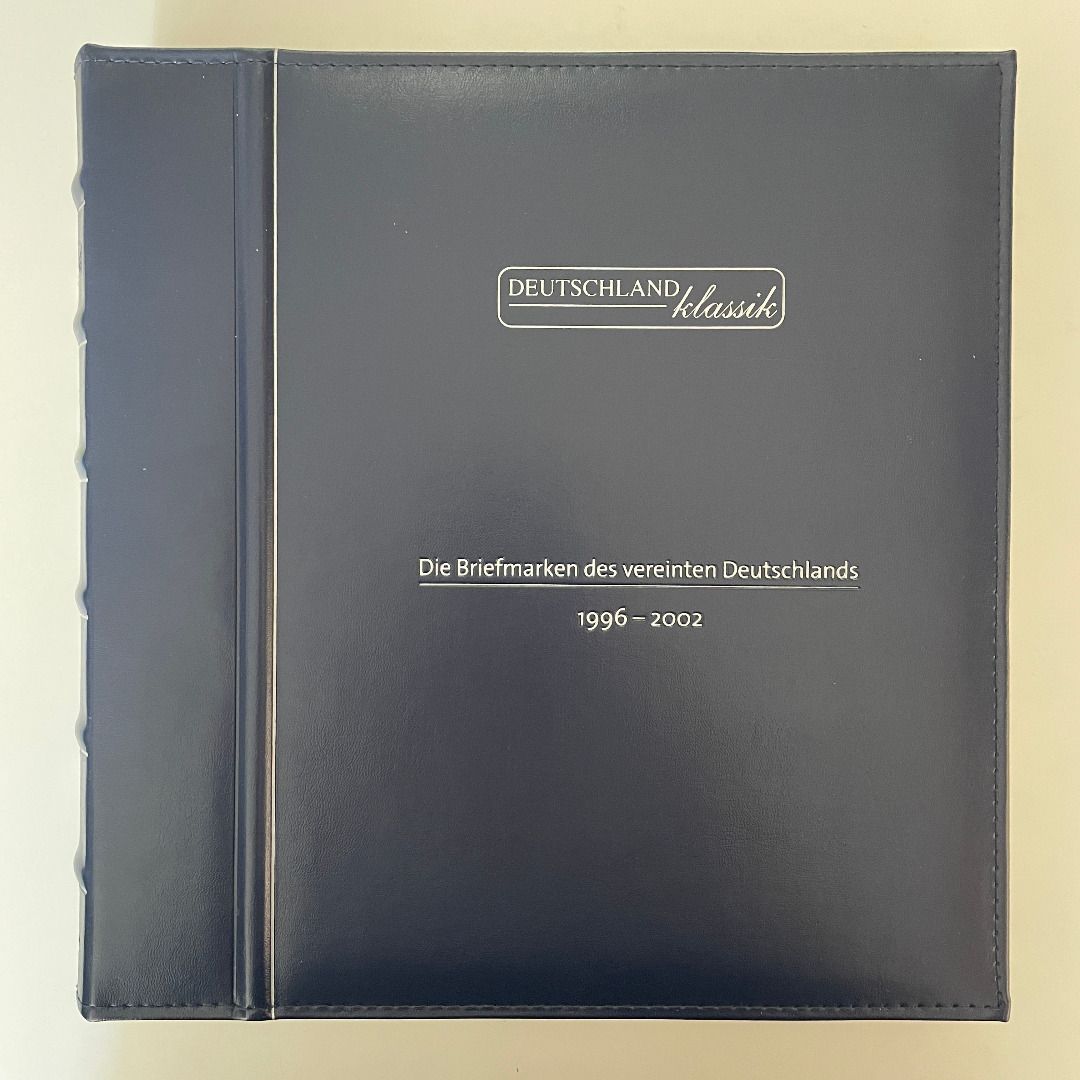 DEUTSCHLAND
klassik
Die Briefmarken des vereinten Deutschlands
1996 – 2002